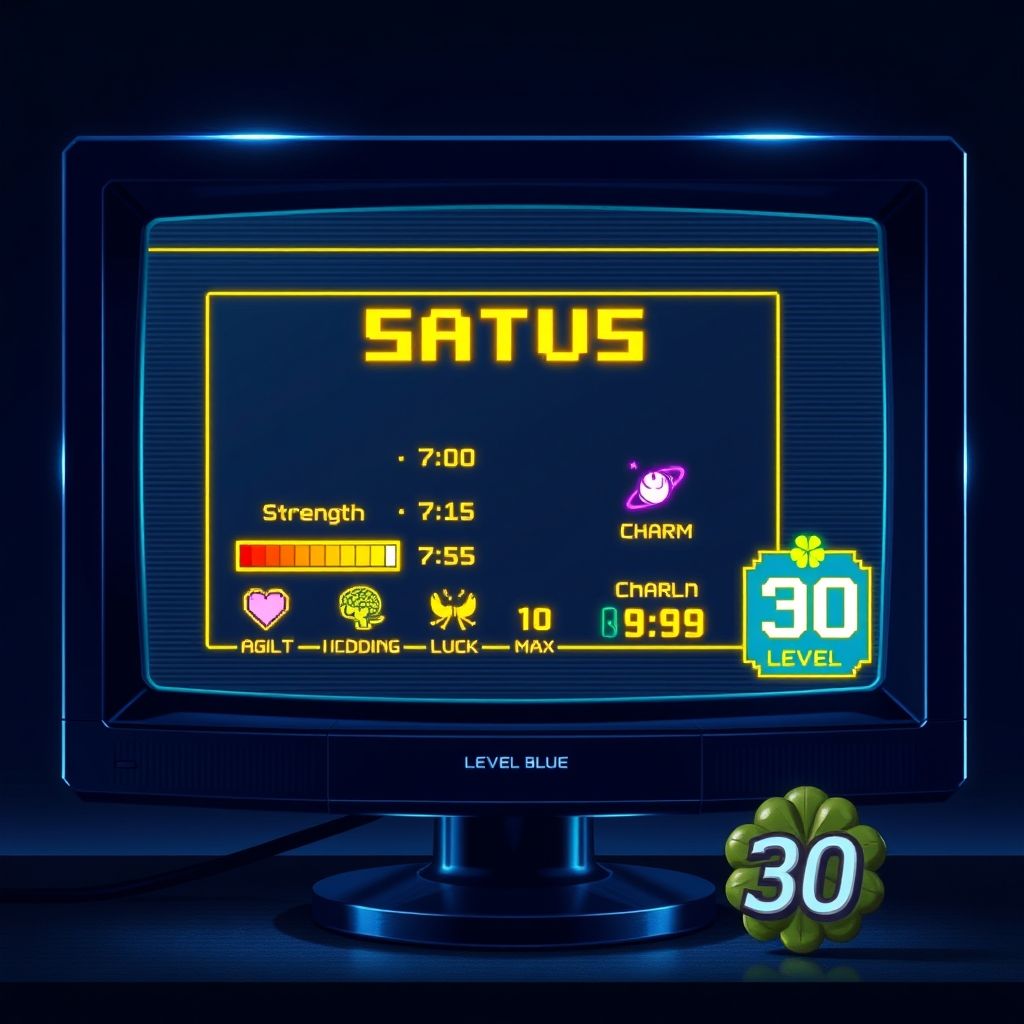 SATUS
7:00
Strength
7:15
7:55
CHARM
CHARLN
9:99
10
AGILT
LUCK
MAX
30
LEVEL
LEVEL BLUE
30